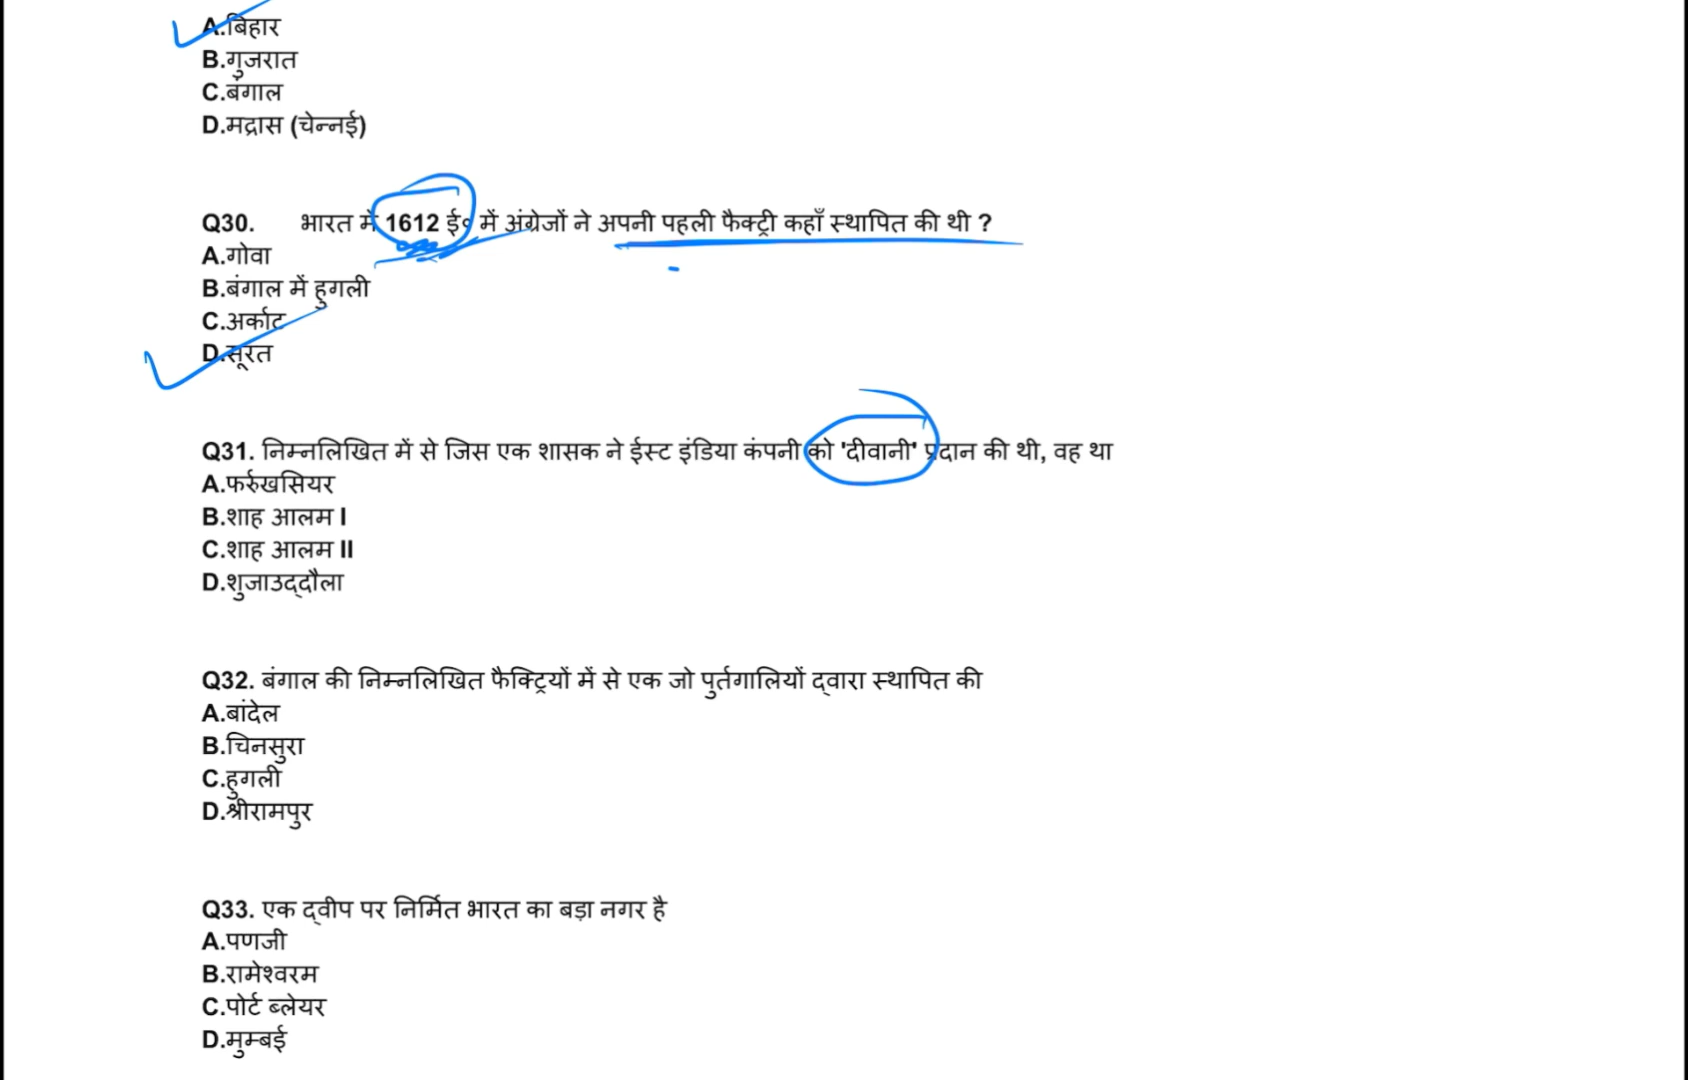 A.बिहार
B.गुजरात
C.बंगाल
D.मद्रास (चेन्नई)
Q30. भारत में 1612 ई० में अंग्रेजों ने अपनी पहली फैक्ट्री कहाँ स्थापित की थी ?
A.गोवा
B.बंगाल में हुगली
C.अर्काट
D.सूरत
Q31. निम्नलिखित में से जिस एक शासक ने ईस्ट इंडिया कंपनी को 'दीवानी' प्रदान की थी, वह था
A.फर्रुखसियर
B.शाह आलम I
C.शाह आलम II
D.शुजाउद्दौला
Q32. बंगाल की निम्नलिखित फैक्ट्रियों में से एक जो पुर्तगालियों द्वारा स्थापित की
A.बांदेल
B.चिनसुरा
C.हुगली
D.श्रीरामपुर
Q33. एक द्वीप पर निर्मित भारत का बड़ा नगर है
A.पणजी
B.रामेश्वरम
C.पोर्ट ब्लेयर
D.मुम्बई